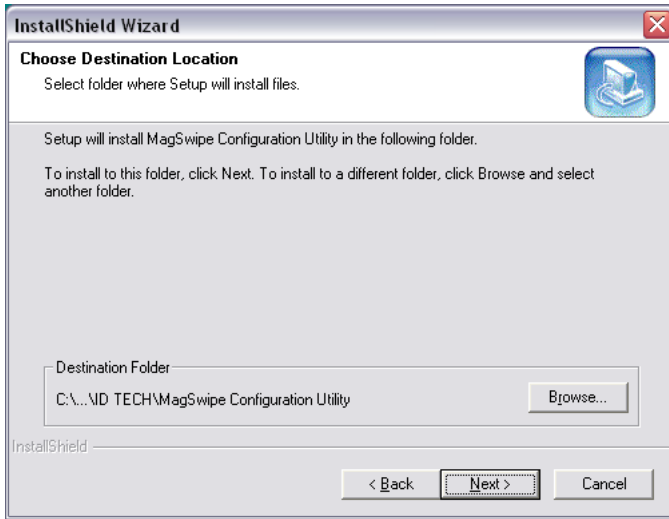 InstallShield Wizard
Choose Destination Location
Select folder where Setup will install files.
Setup will install MagSwipe Configuration Utility in the following folder.
To install to this folder, click Next. To install to a different folder, click Browse and select
another folder.
Destination Folder
C:\...\ID TECH\MagSwipe Configuration Utility
Browse...
InstallShield
< Back
Next >
Cancel